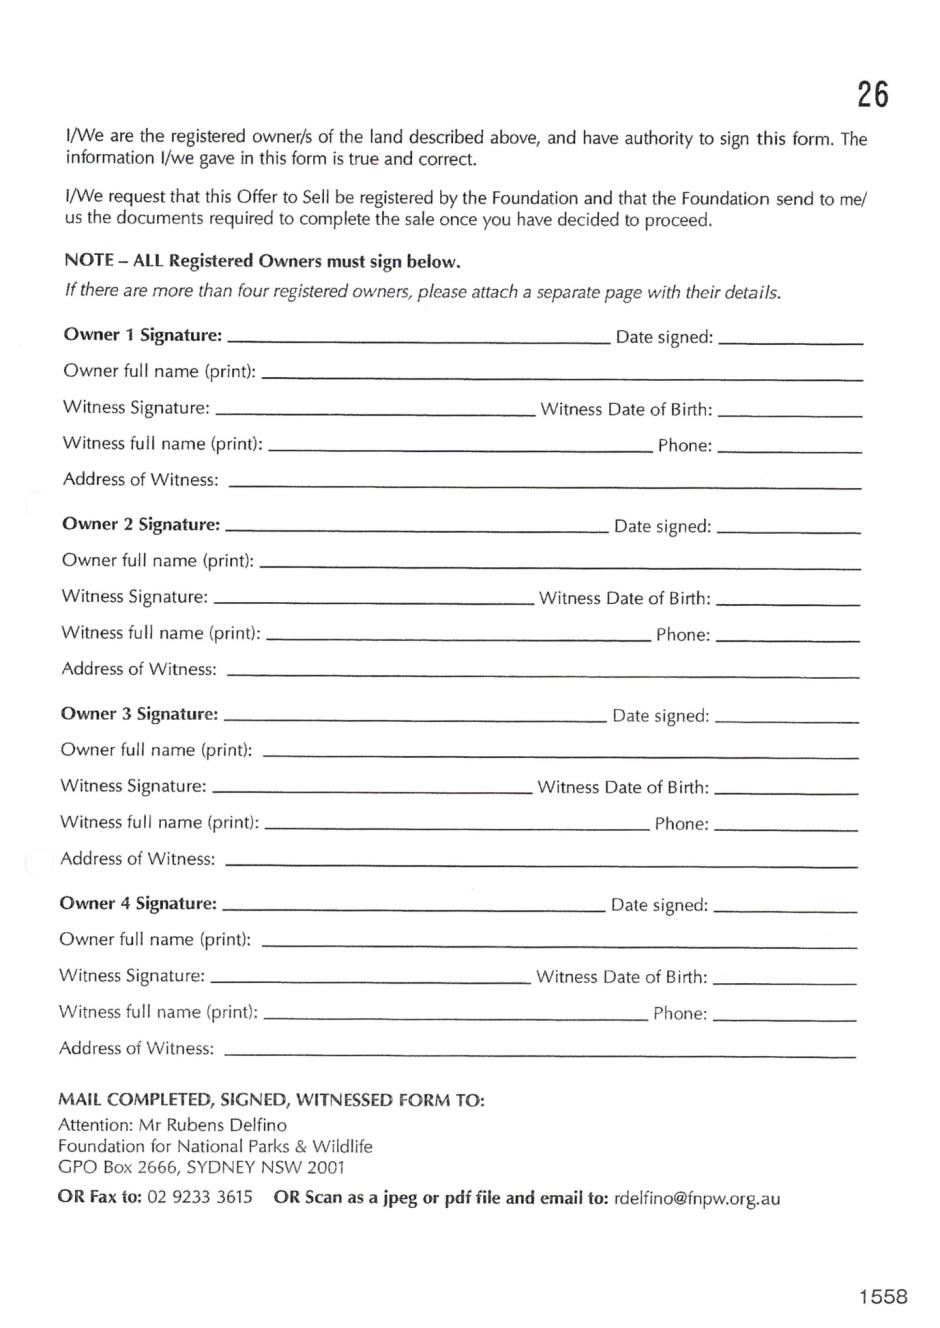 26
I/We are the registered owner/s of the land described above, and have authority to sign this form. The
information I/we gave in this form is true and correct.
I/We request that this Offer to Sell be registered by the Foundation and that the Foundation send to me/
us the documents required to complete the sale once you have decided to proceed.
NOTE – ALL Registered Owners must sign below.
If there are more than four registered owners, please attach a separate page with their details.
Owner 1 Signature: Date signed:
Owner full name (print):
Witness Signature: Witness Date of Birth:
Witness full name (print): Phone:
Address of Witness:
Owner 2 Signature: Date signed:
Owner full name (print):
Witness Signature: Witness Date of Birth:
Witness full name (print): Phone:
Address of Witness:
Owner 3 Signature: Date signed:
Owner full name (print):
Witness Signature: Witness Date of Birth:
Witness full name (print): Phone:
Address of Witness:
Owner 4 Signature: Date signed:
Owner full name (print):
Witness Signature: Witness Date of Birth:
Witness full name (print): Phone:
Address of Witness:
MAIL COMPLETED, SIGNED, WITNESSED FORM TO:
Attention: Mr Rubens Delfino
Foundation for National Parks & Wildlife
GPO Box 2666, SYDNEY NSW 2001
OR Fax to: 02 9233 3615 OR Scan as a jpeg or pdf file and email to: rdelfino@fnpw.org.au
1558